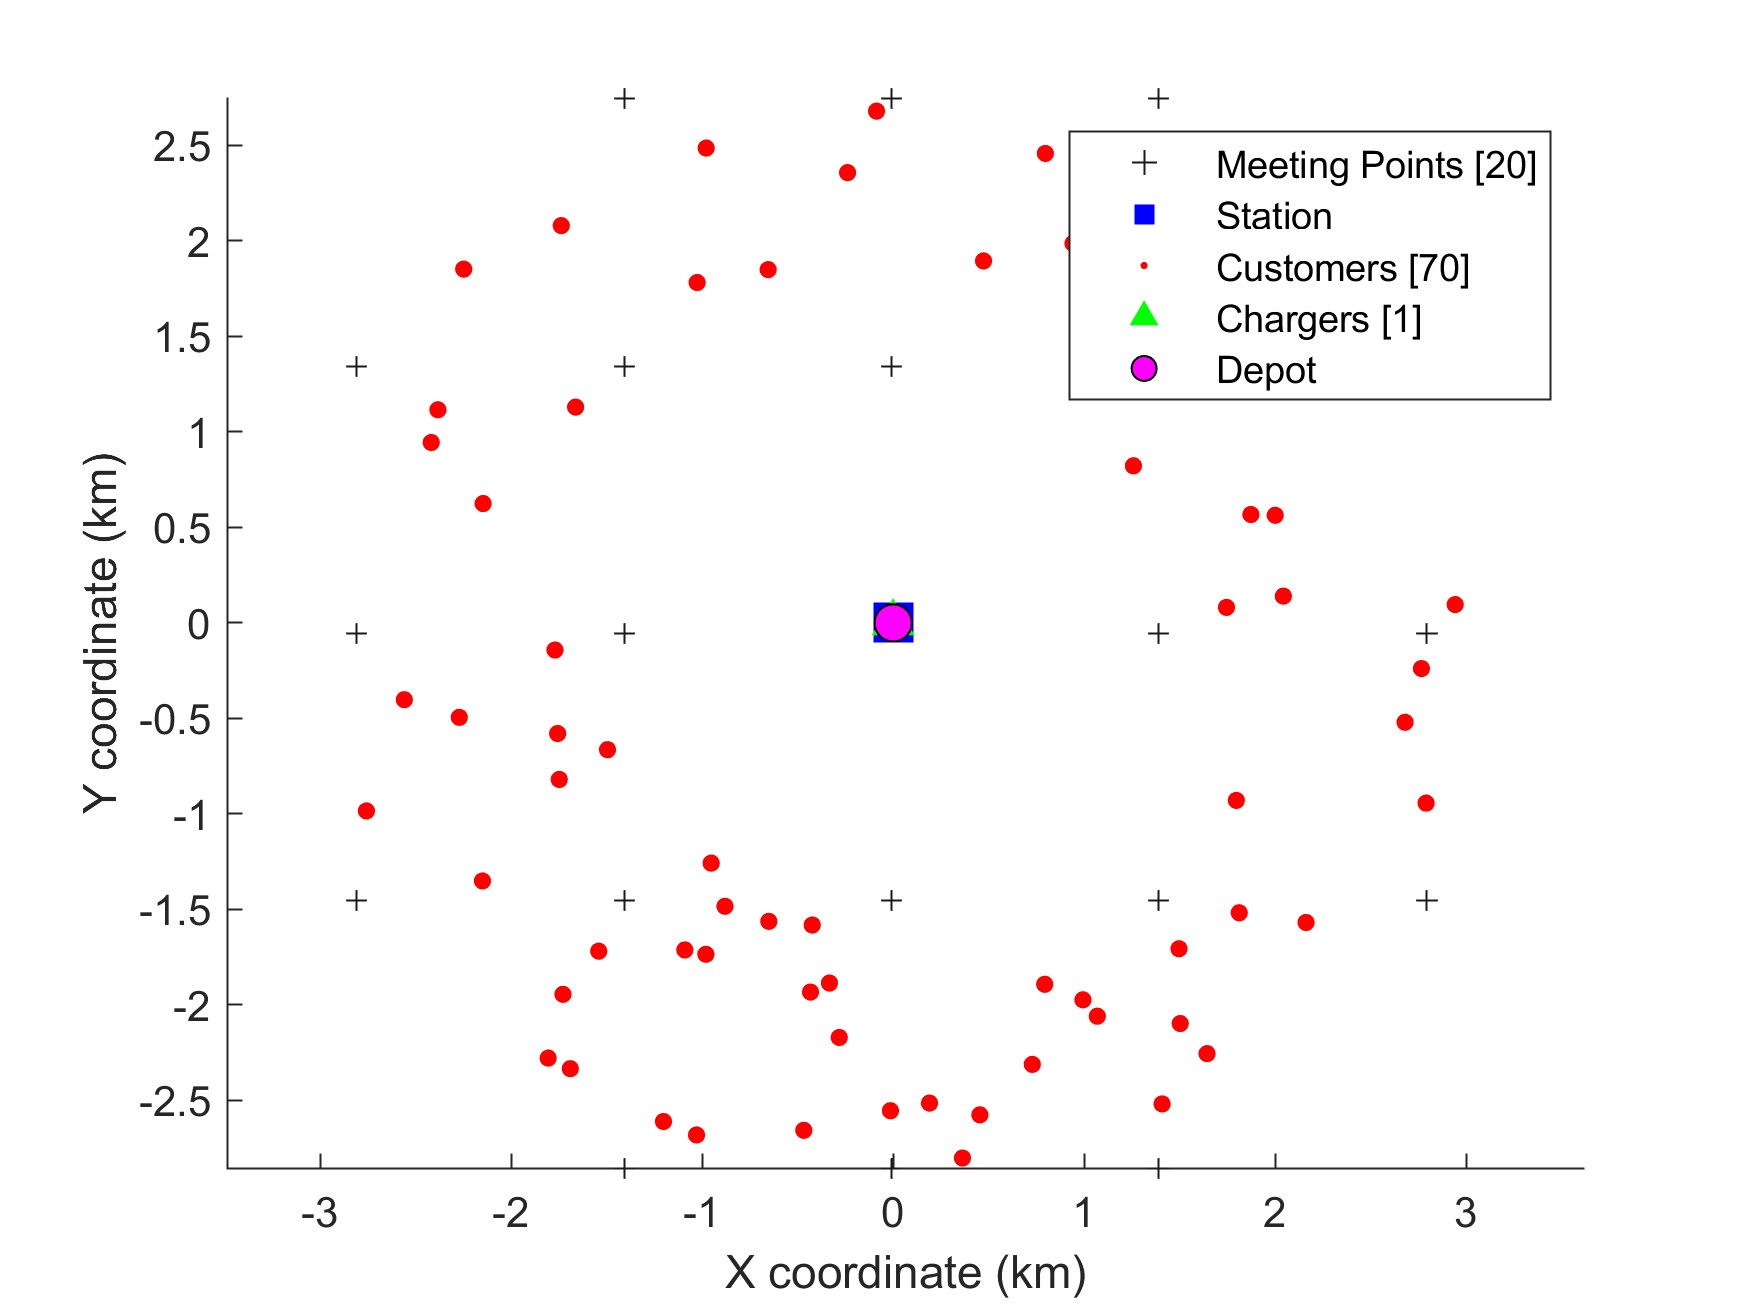 2.5
2
1.5
1
0.5
0
-0.5
-1
-1.5
-2
-2.5
Y coordinate (km)
Meeting Points [20]
Station
Customers [70]
Chargers [1]
Depot
-3 -2 -1 0 1 2 3
X coordinate (km)